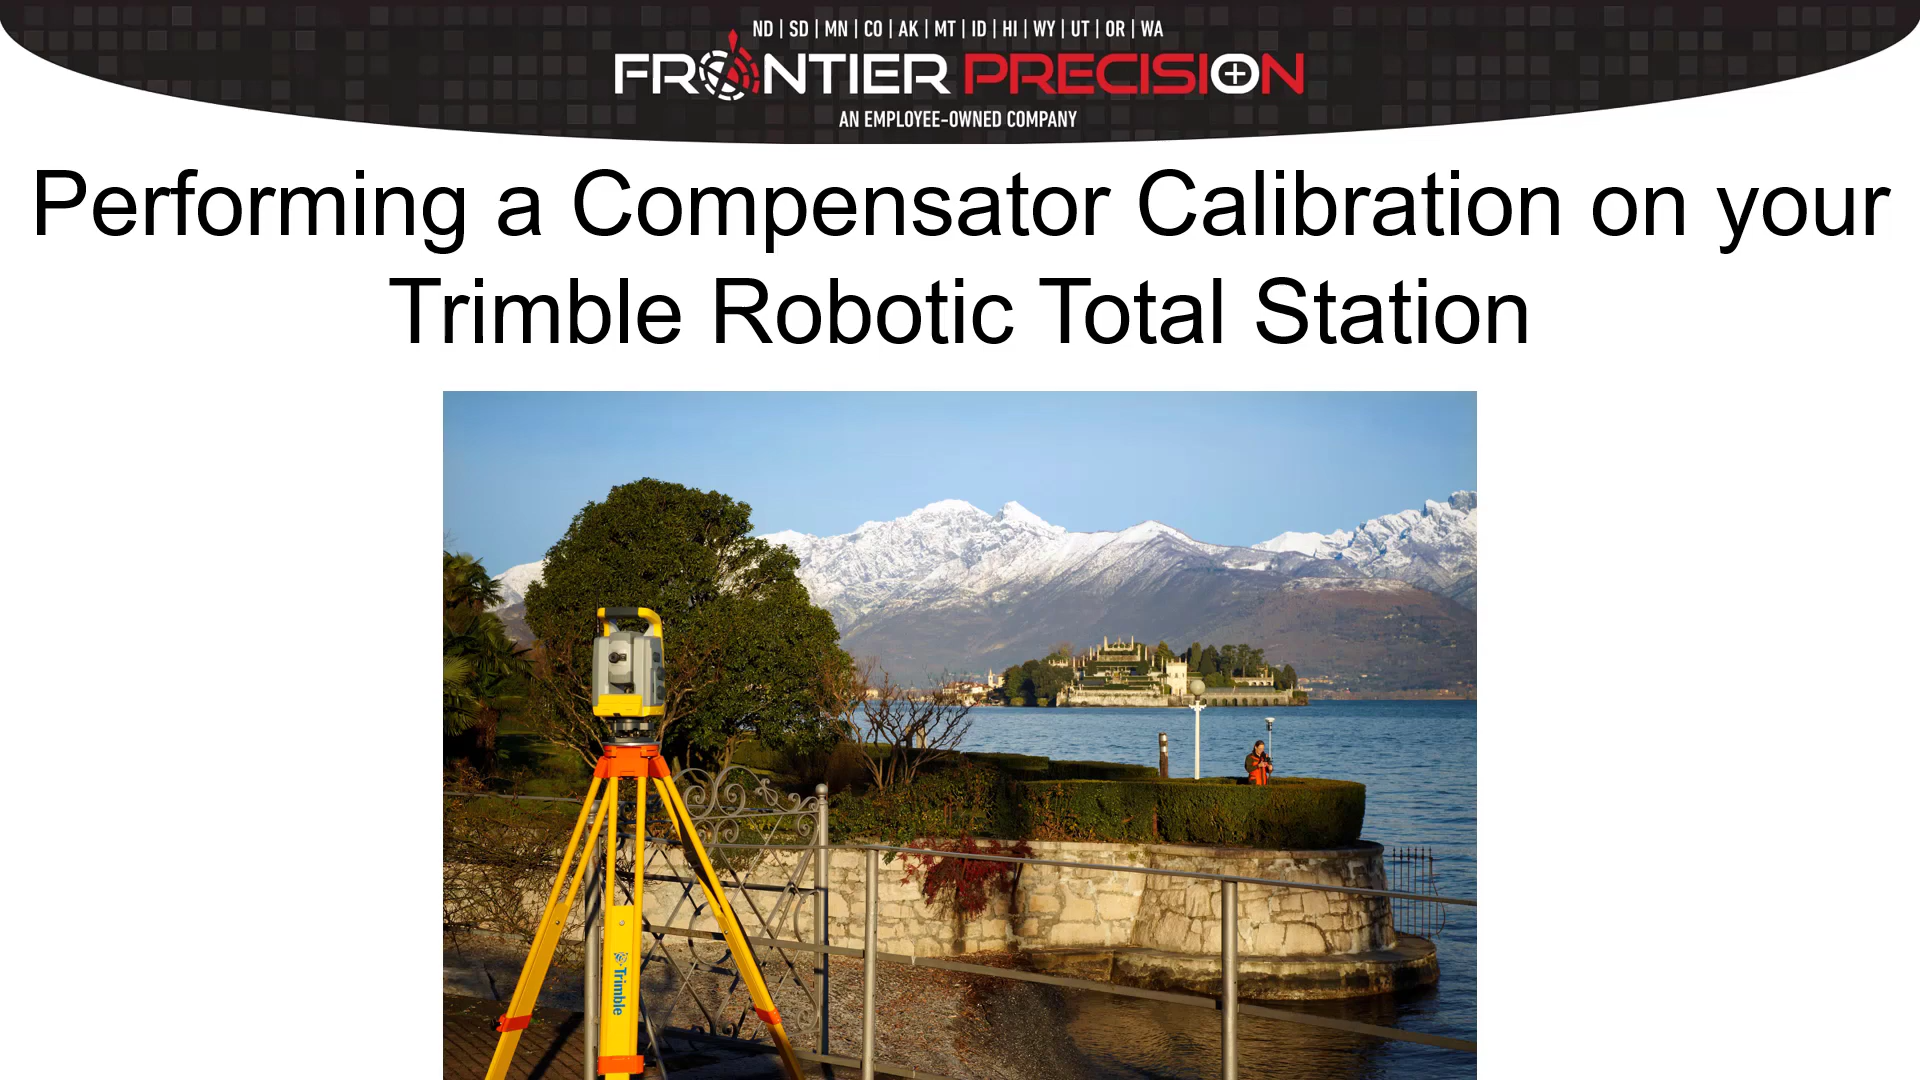 ND | SD | MN | CO | AK | MT | ID | HI | WY | UT | OR | WA
FRONTIER PRECISION
AN EMPLOYEE-OWNED COMPANY
Performing a Compensator Calibration on your
Trimble Robotic Total Station
Trimble